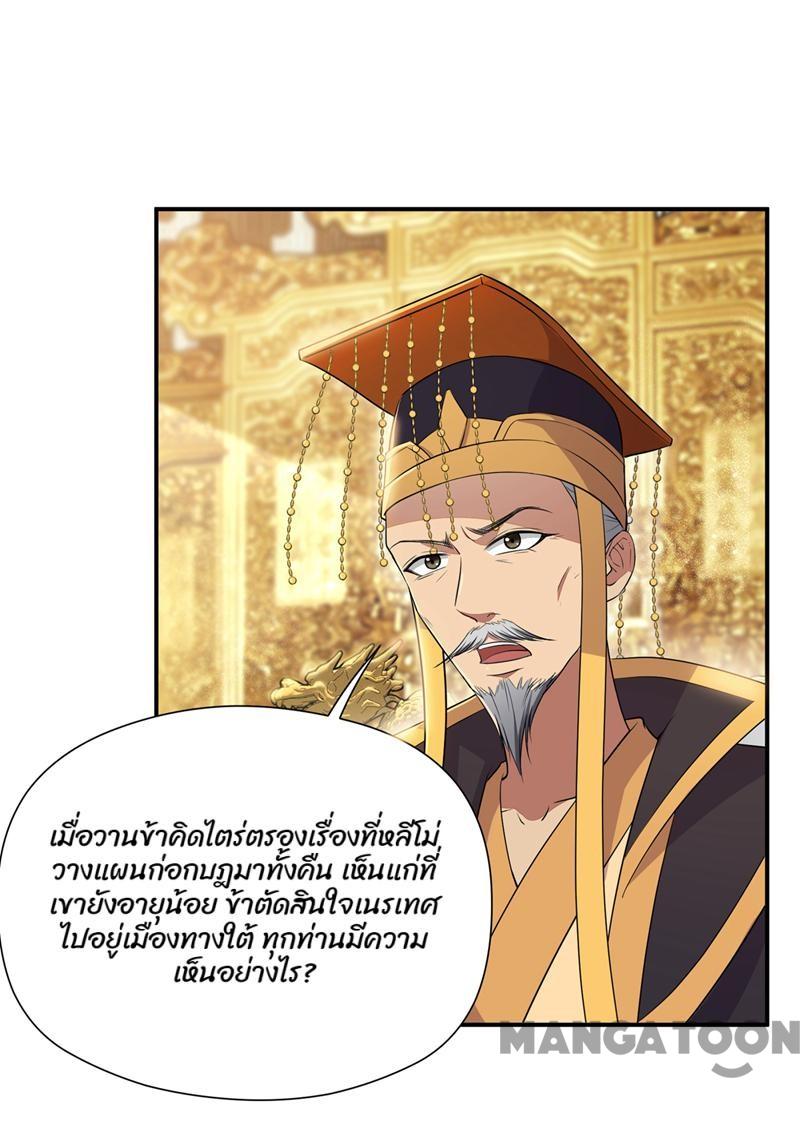 เมื่อวานข้าคิดไตร่ตรองเรื่องที่หลีโม่
วางแผนก่อกบฎมาทั้งคืน เห็นแก่ที่
เขายังอายุน้อย ข้าตัดสินใจเนรเทศ
ไปอยู่เมืองทางใต้ ทุกท่านมีความ
เห็นอย่างไร?
MANGATOON